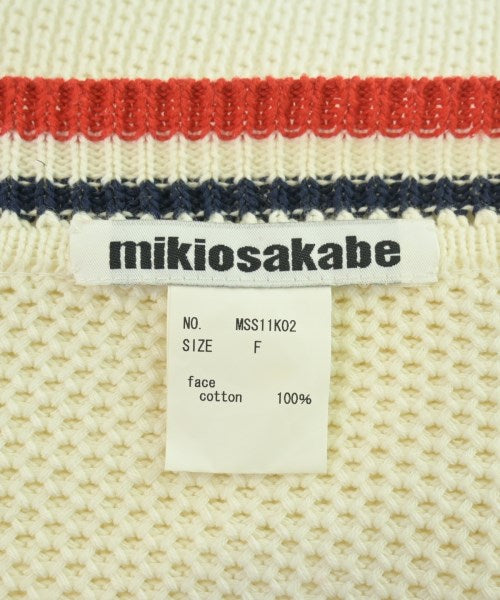 mikiosakabe
NO. MSS11K02
SIZE F
face
cotton 100%